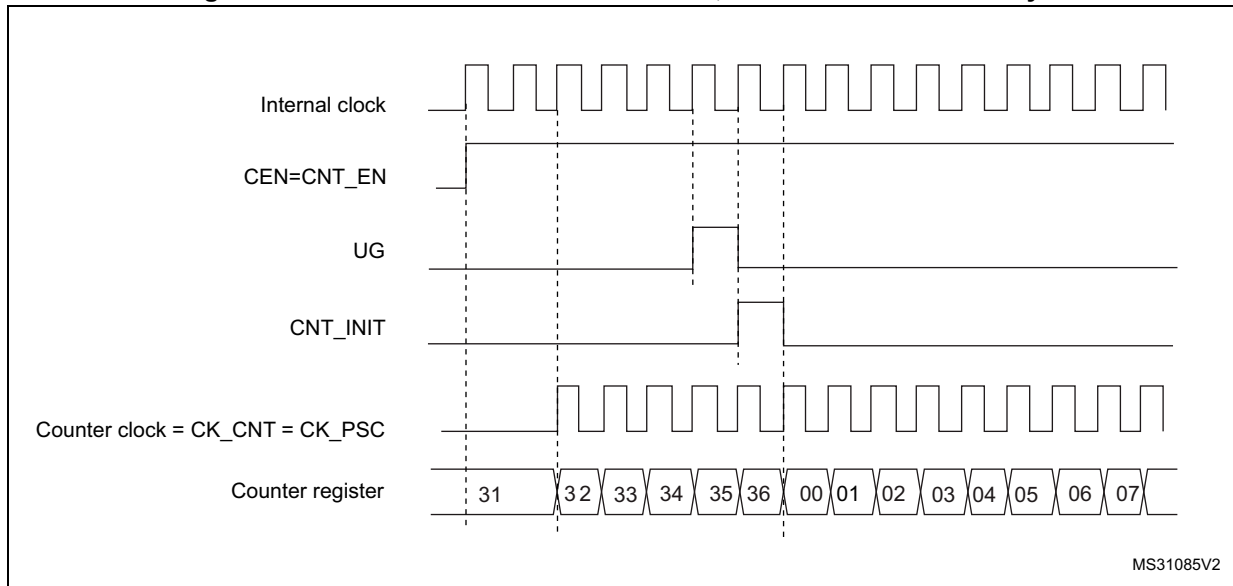 Internal clock
CEN=CNT_EN
UG
CNT_INIT
Counter clock = CK_CNT = CK_PSC
Counter register 31 32 33 34 35 36 00 01 02 03 04 05 06 07
MS31085V2